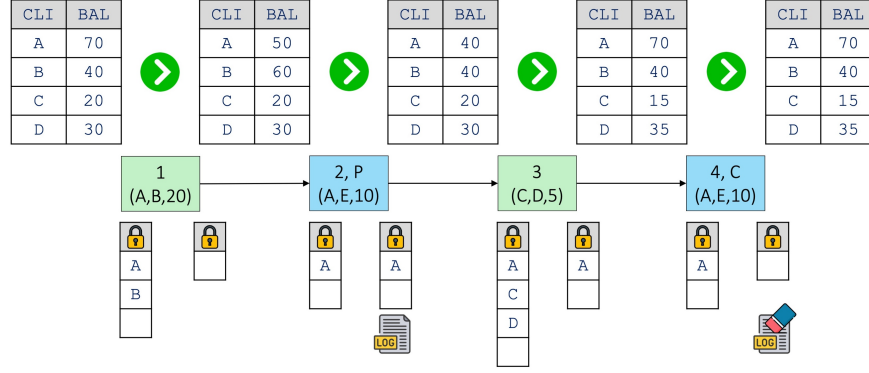 CLI BAL CLI BAL CLI BAL CLI BAL CLI BAL
A 70 A 50 A 40 A 70 A 70
B 40 B 60 B 40 B 40 B 40
C 20 C 20 C 20 C 15 C 15
D 30 D 30 D 30 D 35 D 35
1 2, P 3 4, C
(A,B,20) (A,E,10) (C,D,5) (A,E,10)
A A A A A A
B C
D
LOG LOG